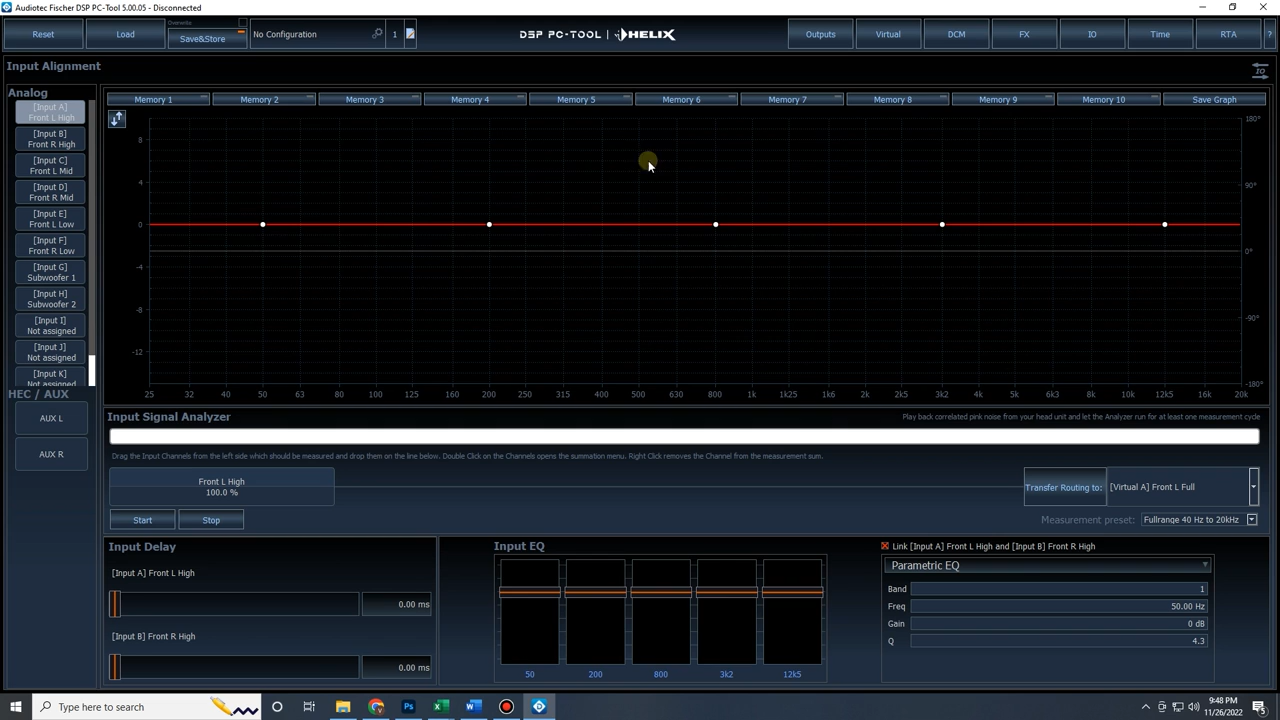 Audiotec Fischer DSP PC-Tool 5.00.05 - Disconnected
Reset
Load
Overwrite
Save&Store
No Configuration
1
DSP PC-TOOL | HELIX
Outputs
Virtual
DCM
FX
IO
Time
RTA
?
Input Alignment
IO
Analog
[Input A]
Front L High
[Input B]
Front R High
[Input C]
Front L Mid
[Input D]
Front R Mid
[Input E]
Front L Low
[Input F]
Front R Low
[Input G]
Subwoofer 1
[Input H]
Subwoofer 2
[Input I]
Not assigned
[Input J]
Not assigned
[Input K]
Not assigned
HEC / AUX
AUX L
AUX R
Memory 1
Memory 2
Memory 3
Memory 4
Memory 5
Memory 6
Memory 7
Memory 8
Memory 9
Memory 10
Save Graph
8
4
0
-4
-8
-12
180°
90°
0°
-90°
-180°
25 32 40 50 63 80 100 125 160 200 250 315 400 500 630 800 1k 1k25 1k6 2k 2k5 3k2 4k 5k 6k3 8k 10k 12k5 16k 20k
Input Signal Analyzer
Play back correlated pink noise from your head unit and let the Analyzer run for at least one measurement cycle
Drag the Input Channels from the left side which should be measured and drop them on the line below. Double Click on the Channels opens the summation menu. Right Click removes the Channel from the measurement sum.
Front L High
100.0 %
Transfer Routing to:
[Virtual A] Front L Full
Start
Stop
Measurement preset:
Fullrange 40 Hz to 20kHz
Input Delay
[Input A] Front L High
0.00 ms
[Input B] Front R High
0.00 ms
Input EQ
50
200
800
3k2
12k5
Link [Input A] Front L High and [Input B] Front R High
Parametric EQ
Band
1
Freq
50.00 Hz
Gain
0 dB
Q
4.3
Type here to search
9:48 PM
11/26/2022
5